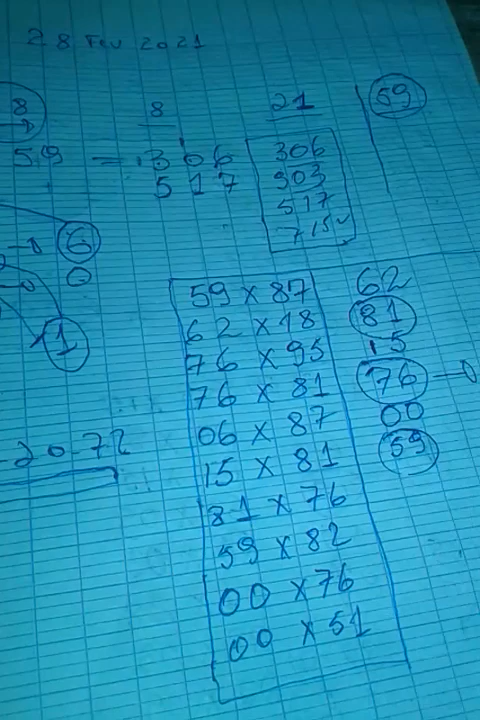 28 Fev 2021
8 8 21 59
59 = 306 306
517 903
517
715
6
0
1
59 x 87 62
62 x 18 81
76 x 95 15
76 x 81 76
06 x 87 00
15 x 81 59
81 x 76
59 x 82
00 x 76
00 x 51
20-72